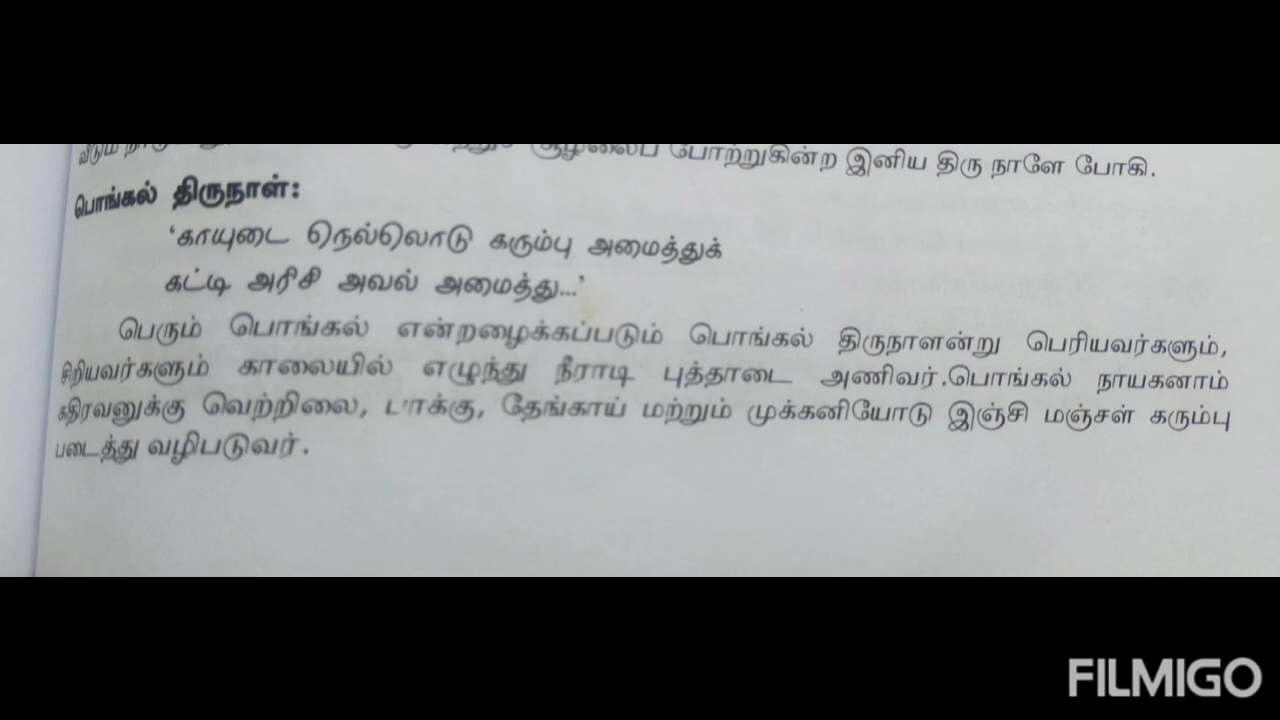 போற்றுகின்ற இனிய திரு நாளே போகி.
பொங்கல் திருநாள்:
'காயுடை நெல்லொடு கரும்பு அமைத்துக்
கட்டி அரிசி அவல் அமைத்து...'
பெரும் பொங்கல் என்றழைக்கப்படும் பொங்கல் திருநாளன்று பெரியவர்களும்,
சிறியவர்களும் காலையில் எழுந்து நீராடி புத்தாடை அணிவர்.பொங்கல் நாயகனாம்
கதிரவனுக்கு வெற்றிலை, பாக்கு, தேங்காய் மற்றும் முக்கனியோடு இஞ்சி மஞ்சள் கரும்பு
படைத்து வழிபடுவர்.
FILMIGO